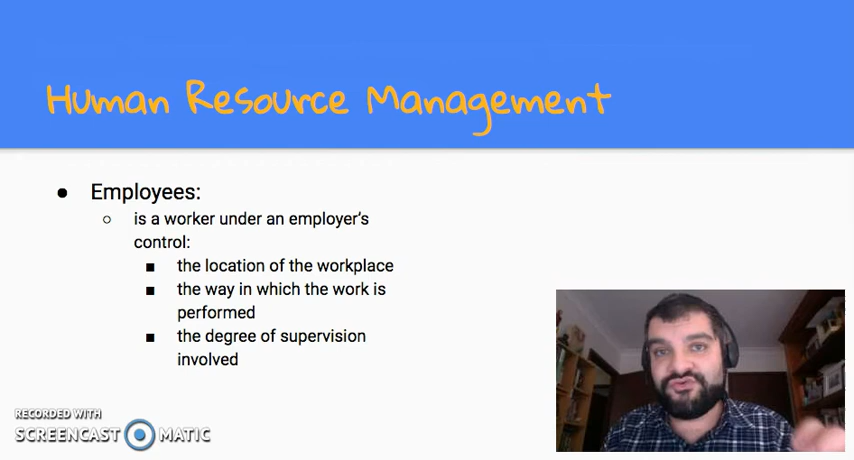 Human Resource Management
● Employees:
○ is a worker under an employer's
control:
■ the location of the workplace
■ the way in which the work is
performed
■ the degree of supervision
involved
RECORDED WITH
SCREENCAST MATIC